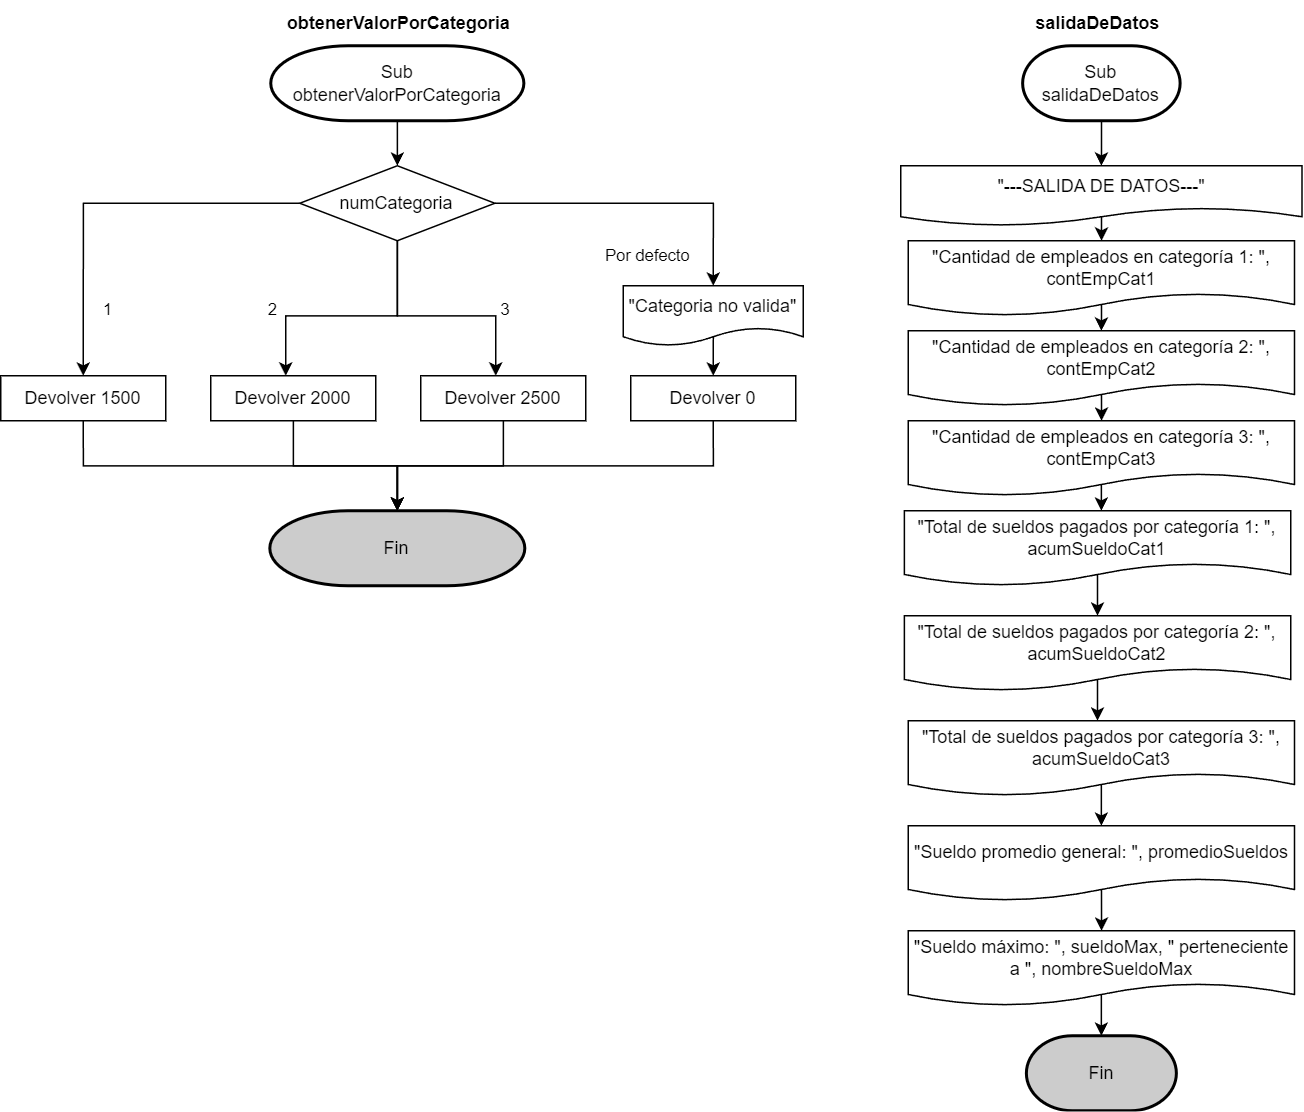 obtenerValorPorCategoria
Sub
obtenerValorPorCategoria
numCategoria
Por defecto
1
2
3
"Categoria no valida"
Devolver 1500
Devolver 2000
Devolver 2500
Devolver 0
Fin
salidaDeDatos
Sub
salidaDeDatos
"---SALIDA DE DATOS---"
"Cantidad de empleados en categoría 1: ",
contEmpCat1
"Cantidad de empleados en categoría 2: ",
contEmpCat2
"Cantidad de empleados en categoría 3: ",
contEmpCat3
"Total de sueldos pagados por categoría 1: ",
acumSueldoCat1
"Total de sueldos pagados por categoría 2: ",
acumSueldoCat2
"Total de sueldos pagados por categoría 3: ",
acumSueldoCat3
"Sueldo promedio general: ", promedioSueldos
"Sueldo máximo: ", sueldoMax, " perteneciente
a ", nombreSueldoMax
Fin